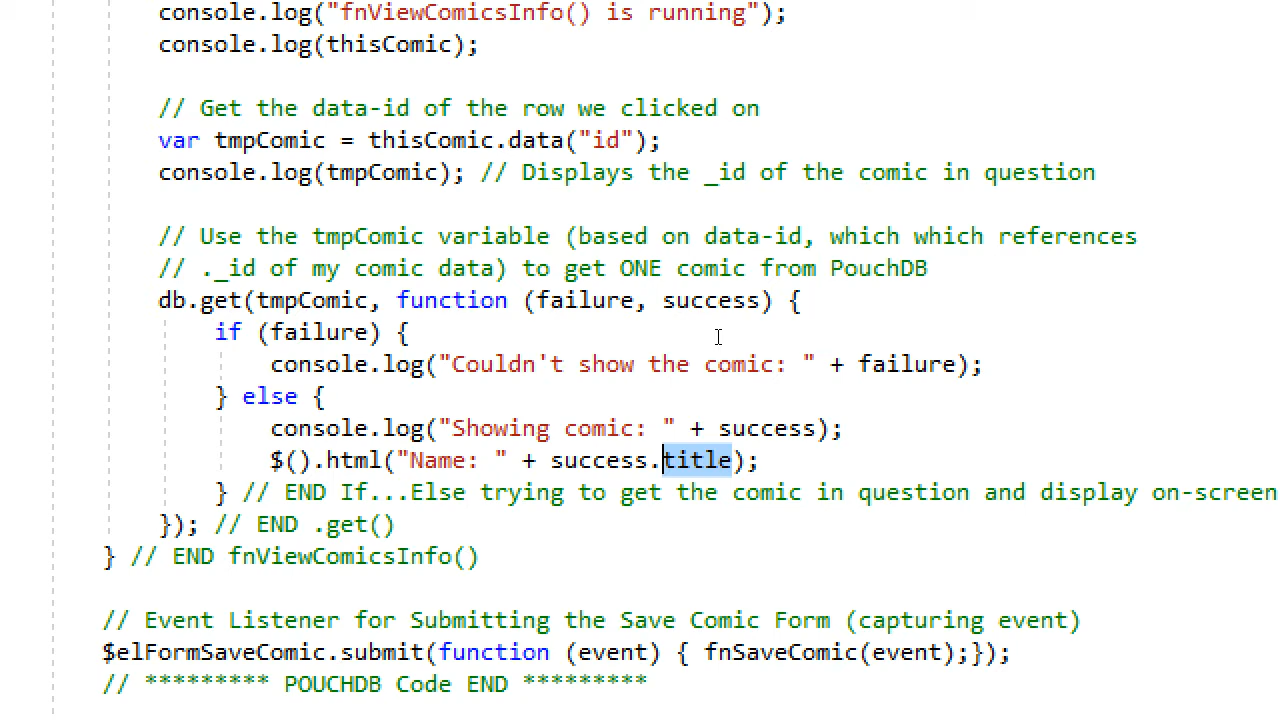 console.log("fnViewComicsInfo() is running");
console.log(thisComic);
// Get the data-id of the row we clicked on
var tmpComic = thisComic.data("id");
console.log(tmpComic); // Displays the _id of the comic in question
// Use the tmpComic variable (based on data-id, which which references
// ._id of my comic data) to get ONE comic from PouchDB
db.get(tmpComic, function (failure, success) {
if (failure) {
console.log("Couldn't show the comic: " + failure);
} else {
console.log("Showing comic: " + success);
$().html("Name: " + success.title);
} // END If...Else trying to get the comic in question and display on-screen
}); // END .get()
} // END fnViewComicsInfo()
// Event Listener for Submitting the Save Comic Form (capturing event)
$elFormSaveComic.submit(function (event) { fnSaveComic(event);});
// ********* POUCHDB Code END *********